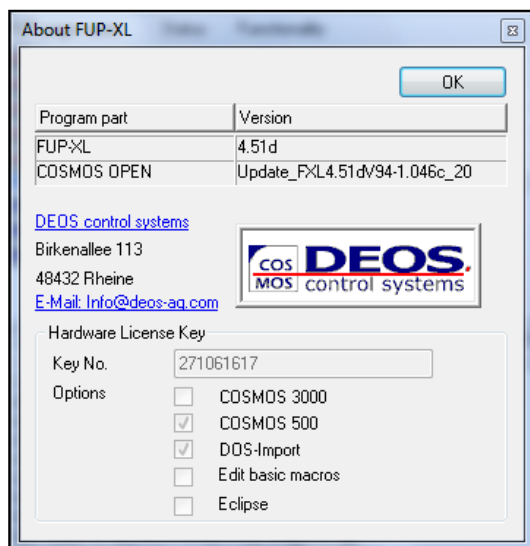 About FUP-XL
OK
Program part Version
FUP-XL 4.51d
COSMOS OPEN Update_FXL4.51dV94-1.046c_20
DEOS control systems
Birkenallee 113
48432 Rheine
E-Mail: Info@deos-ag.com
COS MOS DEOS. control systems
Hardware License Key
Key No. 271061617
Options COSMOS 3000
COSMOS 500
DOS-Import
Edit basic macros
Eclipse